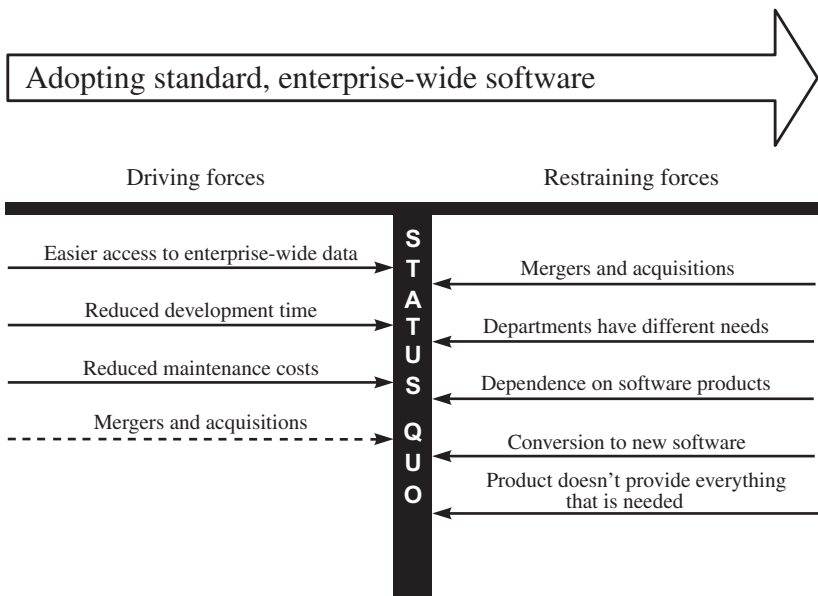 Adopting standard, enterprise-wide software
Driving forces
Restraining forces
Easier access to enterprise-wide data
Reduced development time
Reduced maintenance costs
Mergers and acquisitions
STATUS QUO
Mergers and acquisitions
Departments have different needs
Dependence on software products
Conversion to new software
Product doesn’t provide everything
that is needed